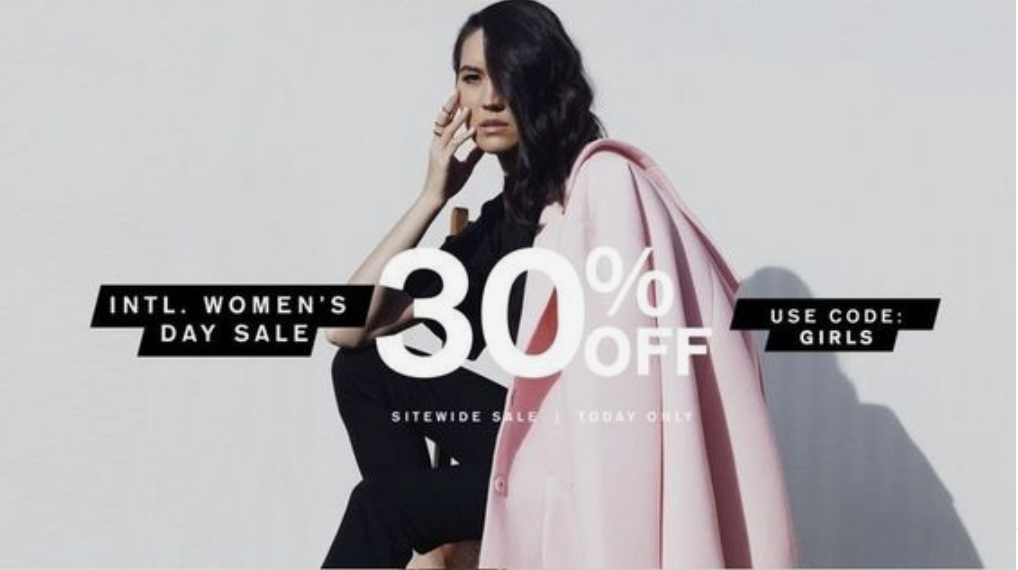 INTL. WOMEN'S
DAY SALE
30%
OFF
USE CODE:
GIRLS
SITEWIDE SALE | TODAY ONLY